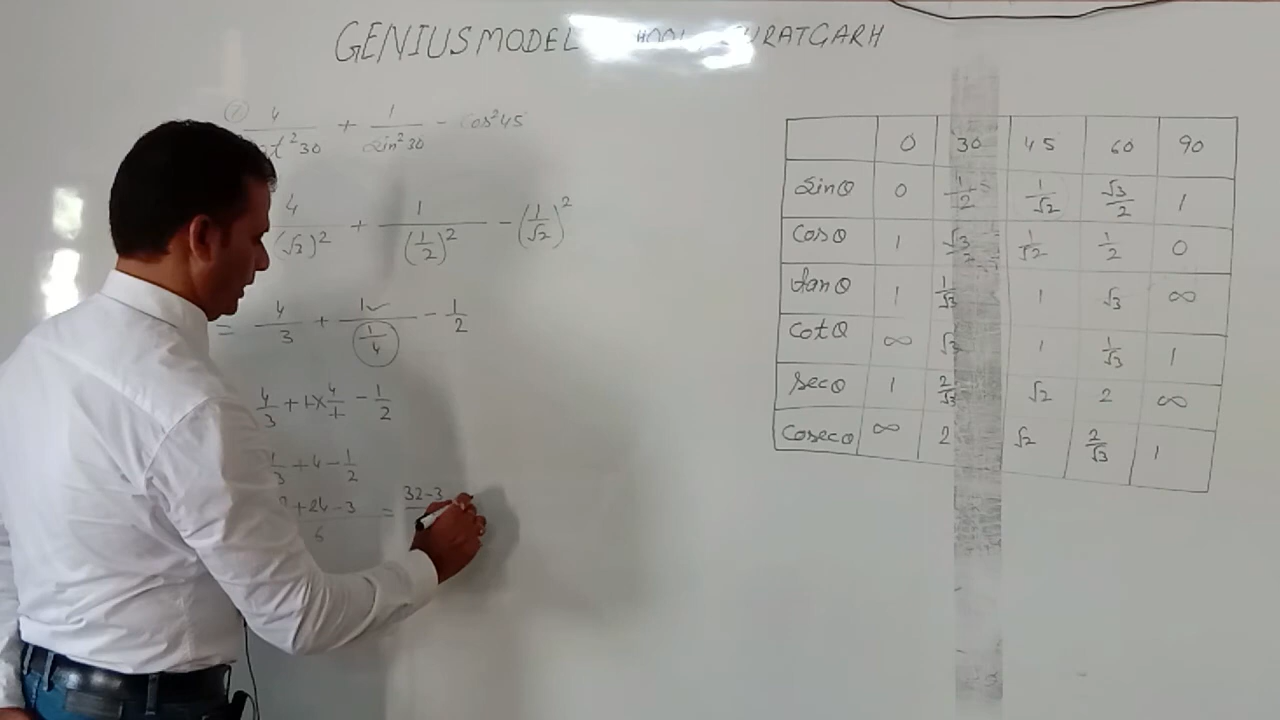 GENIUS MODEL SURATGARH
⑦ 4/cot²30 + 1/sin²30 - cos²45
4/(√3)² + 1/(1/2)² - (1/√2)²
= 4/3 + 1/(1/4) - 1/2
4/3 + 1×4/1 - 1/2
4/3 + 4 - 1/2
+24-3/6 = 32-3
0 30 45 60 90
sinθ 0 1/2 1/√2 √3/2 1
cosθ 1 √3/2 1/√2 1/2 0
tanθ 1 1/√3 1 √3 ∞
cotθ ∞ √3 1 1/√3 1
secθ 1 2/√3 √2 2 ∞
cosecθ ∞ 2 √2 2/√3 1